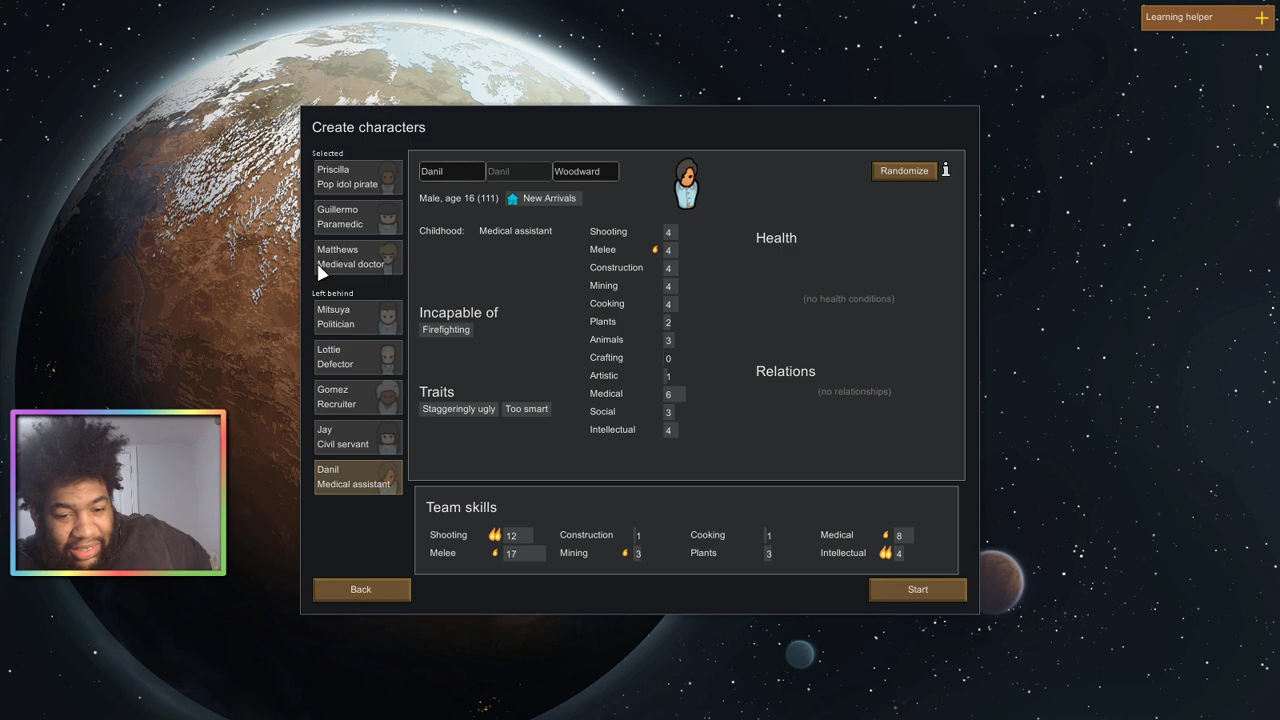 Learning helper
Create characters
Selected
Priscilla
Pop idol pirate
Guillermo
Paramedic
Matthews
Medieval doctor
Left behind
Mitsuya
Politician
Lottie
Defector
Gomez
Recruiter
Jay
Civil servant
Danil
Medical assistant
Danil Danil Woodward
Randomize
Male, age 16 (111) New Arrivals
Childhood: Medical assistant
Incapable of
Firefighting
Traits
Staggeringly ugly Too smart
Shooting 4
Melee 4
Construction 4
Mining 4
Cooking 4
Plants 2
Animals 3
Crafting 0
Artistic 1
Medical 6
Social 3
Intellectual 4
Health
(no health conditions)
Relations
(no relationships)
Team skills
Shooting 12 Construction 1 Cooking 1 Medical 8
Melee 17 Mining 3 Plants 3 Intellectual 4
Back
Start